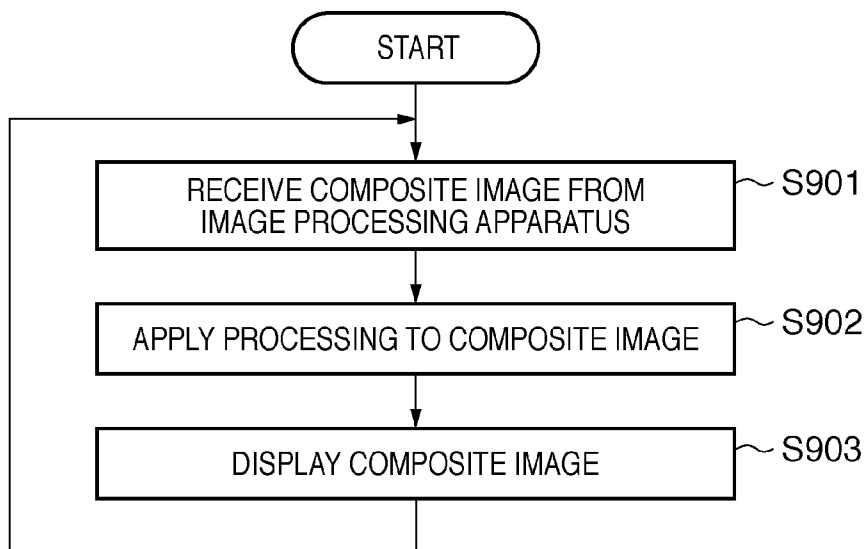 START
RECEIVE COMPOSITE IMAGE FROM
IMAGE PROCESSING APPARATUS
S901
APPLY PROCESSING TO COMPOSITE IMAGE
S902
DISPLAY COMPOSITE IMAGE
S903